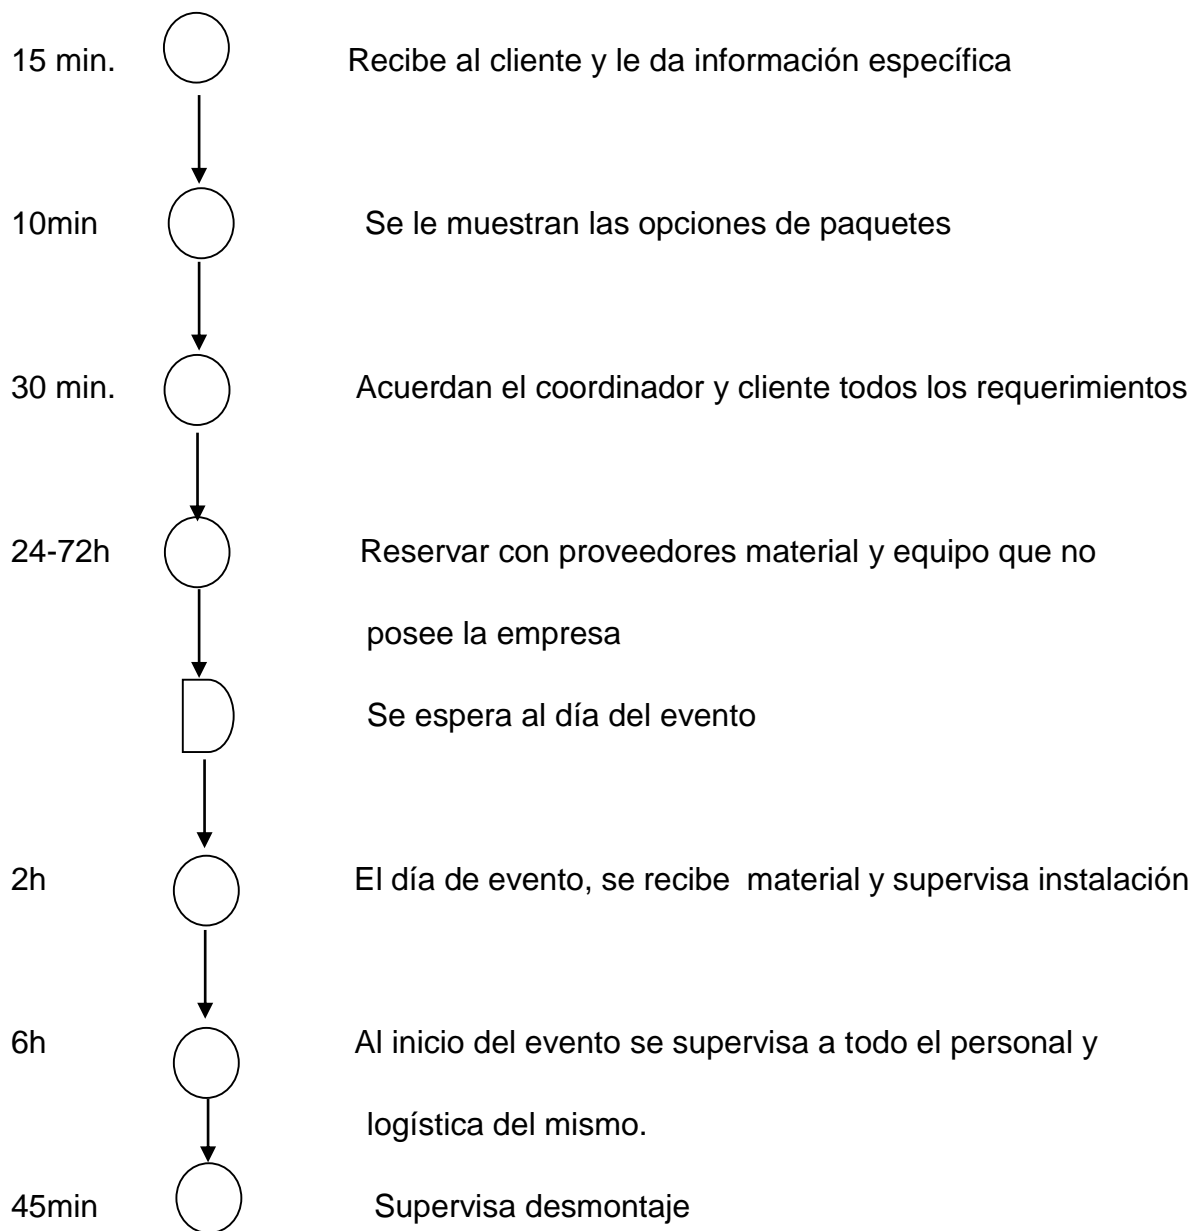 15 min. Recibe al cliente y le da información específica
10min Se le muestran las opciones de paquetes
30 min. Acuerdan el coordinador y cliente todos los requerimientos
24-72h Reservar con proveedores material y equipo que no
posee la empresa
Se espera al día del evento
2h El día de evento, se recibe material y supervisa instalación
6h Al inicio del evento se supervisa a todo el personal y
logística del mismo.
45min Supervisa desmontaje